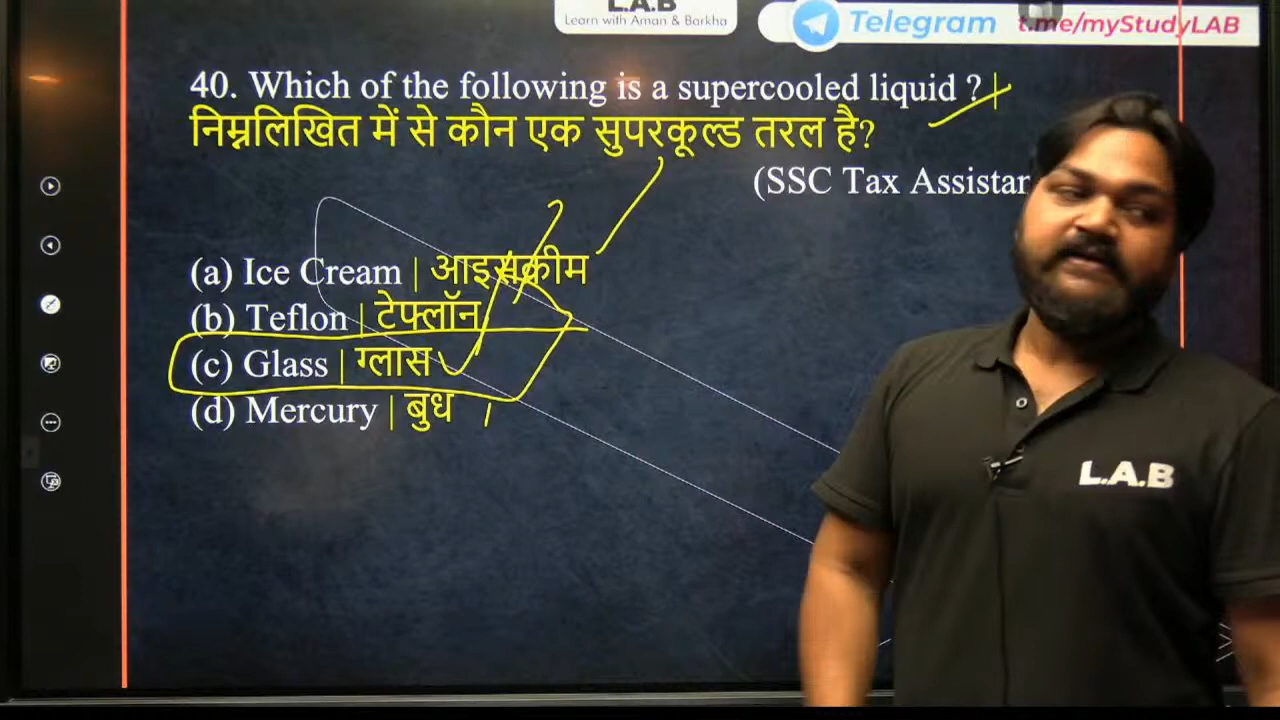 L.A.B
Learn with Aman & Barkha
Telegram t.me/myStudyLAB
40. Which of the following is a supercooled liquid ? |
निम्नलिखित में से कौन एक सुपरकूल्ड तरल है?
(SSC Tax Assistan
(a) Ice Cream | आइसक्रीम
(b) Teflon | टेफ्लॉन
(c) Glass | ग्लास
(d) Mercury | बुध
L.A.B